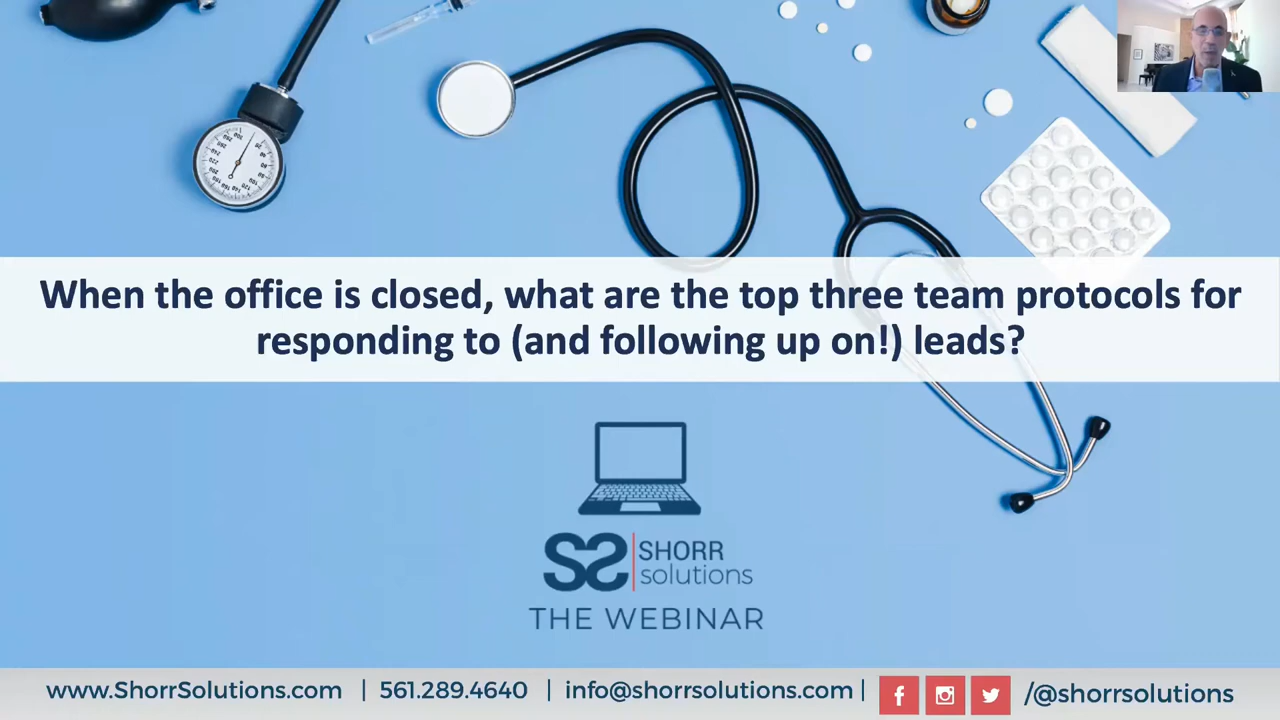 When the office is closed, what are the top three team protocols for
responding to (and following up on!) leads?
SS | SHORR
solutions
THE WEBINAR
www.ShorrSolutions.com | 561.289.4640 | info@shorrsolutions.com | /@shorrsolutions